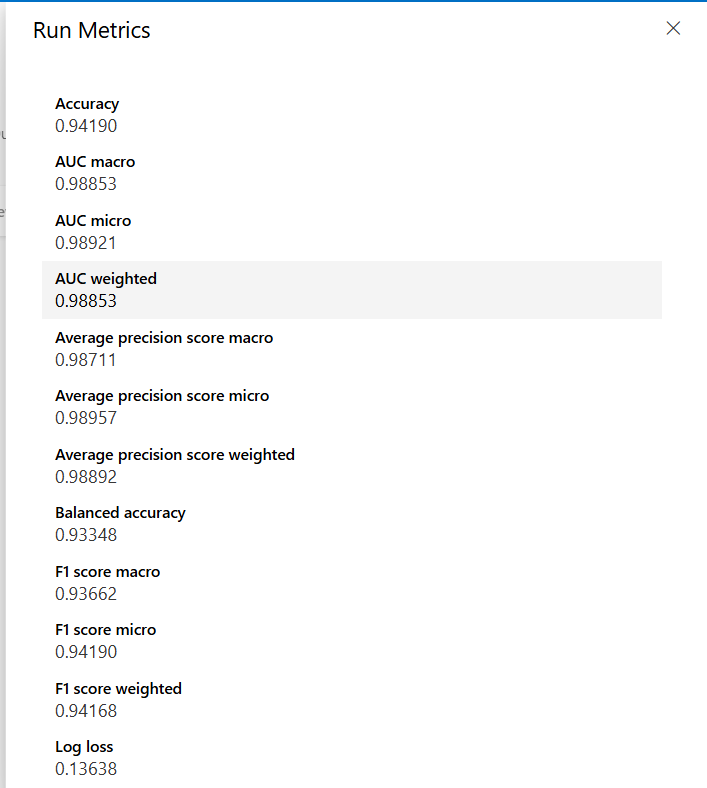 Run Metrics
Accuracy
0.94190
AUC macro
0.98853
AUC micro
0.98921
AUC weighted
0.98853
Average precision score macro
0.98711
Average precision score micro
0.98957
Average precision score weighted
0.98892
Balanced accuracy
0.93348
F1 score macro
0.93662
F1 score micro
0.94190
F1 score weighted
0.94168
Log loss
0.13638